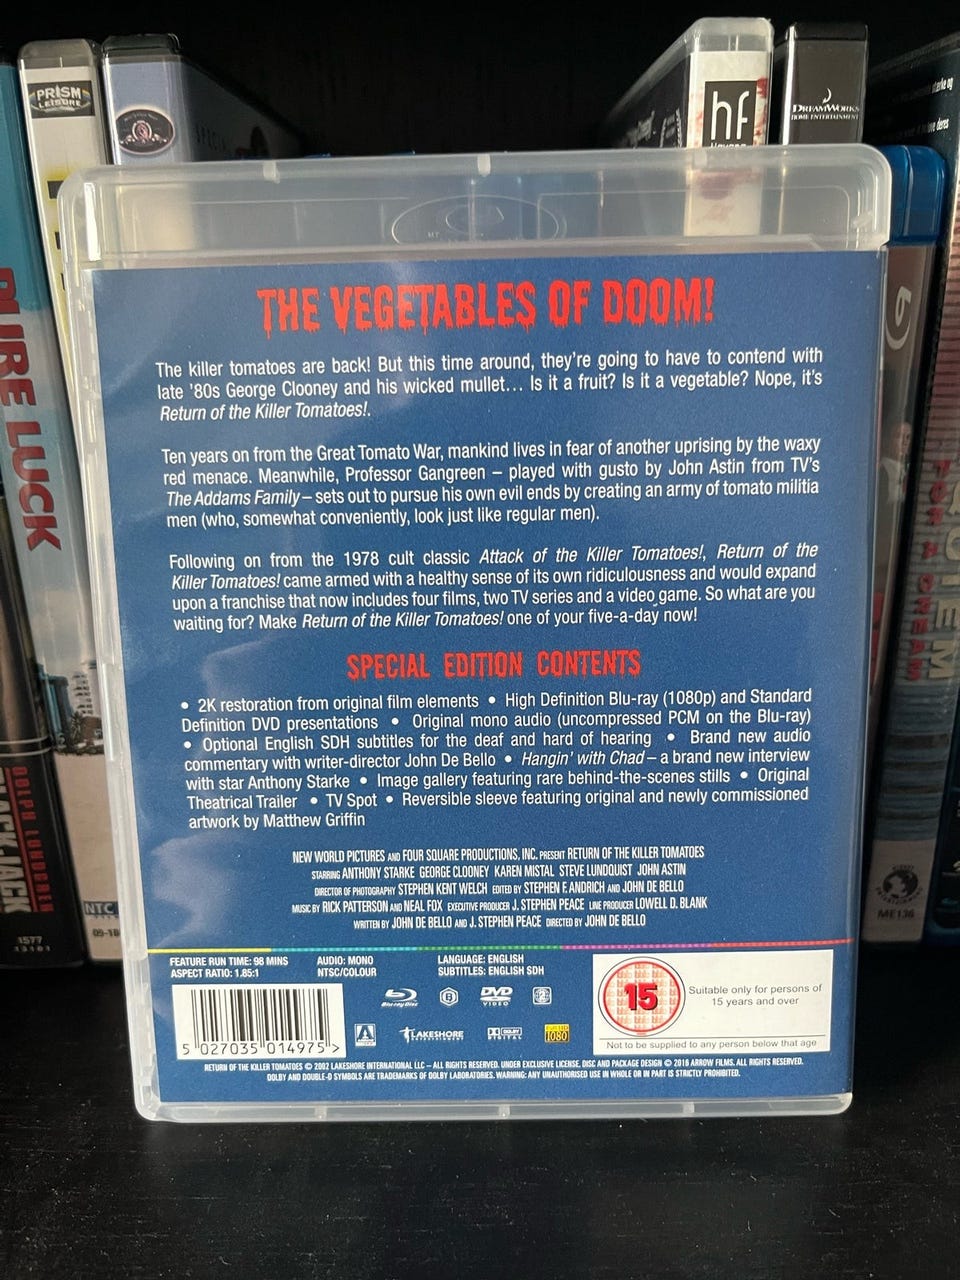 PRISM
LEISURE
hf
DREAMWORKS
HOME ENTERTAINMENT
THE VEGETABLES OF DOOM!
The killer tomatoes are back! But this time around, they're going to have to contend with
late '80s George Clooney and his wicked mullet... Is it a fruit? Is it a vegetable? Nope, it's
Return of the Killer Tomatoes!.
Ten years on from the Great Tomato War, mankind lives in fear of another uprising by the waxy
red menace. Meanwhile, Professor Gangreen – played with gusto by John Astin from TV's
The Addams Family – sets out to pursue his own evil ends by creating an army of tomato militia
men (who, somewhat conveniently, look just like regular men).
Following on from the 1978 cult classic Attack of the Killer Tomatoes!, Return of the
Killer Tomatoes! came armed with a healthy sense of its own ridiculousness and would expand
upon a franchise that now includes four films, two TV series and a video game. So what are you
waiting for? Make Return of the Killer Tomatoes! one of your five-a-day now!
SPECIAL EDITION CONTENTS
• 2K restoration from original film elements • High Definition Blu-ray (1080p) and Standard
Definition DVD presentations • Original mono audio (uncompressed PCM on the Blu-ray)
• Optional English SDH subtitles for the deaf and hard of hearing • Brand new audio
commentary with writer-director John De Bello • Hangin' with Chad – a brand new interview
with star Anthony Starke • Image gallery featuring rare behind-the-scenes stills • Original
Theatrical Trailer • TV Spot • Reversible sleeve featuring original and newly commissioned
artwork by Matthew Griffin
NEW WORLD PICTURES AND FOUR SQUARE PRODUCTIONS, INC. PRESENT RETURN OF THE KILLER TOMATOES
STARRING ANTHONY STARKE GEORGE CLOONEY KAREN MISTAL STEVE LUNDQUIST JOHN ASTIN
DIRECTOR OF PHOTOGRAPHY STEPHEN KENT WELCH EDITED BY STEPHEN F. ANDRICH AND JOHN DE BELLO
MUSIC BY RICK PATTERSON AND NEAL FOX EXECUTIVE PRODUCER J. STEPHEN PEACE LINE PRODUCER LOWELL D. BLANK
WRITTEN BY JOHN DE BELLO AND J. STEPHEN PEACE DIRECTED BY JOHN DE BELLO
FEATURE RUN TIME: 98 MINS
ASPECT RATIO: 1.85:1
AUDIO: MONO
NTSC/COLOUR
LANGUAGE: ENGLISH
SUBTITLES: ENGLISH SDH
5 027035 014975 >
Blu-ray Disc
B
DVD
VIDEO
2
ARROW
LAKESHORE
DOLBY
DIGITAL
FULL HD
1080
15
Suitable only for persons of
15 years and over
Not to be supplied to any person below that age
RETURN OF THE KILLER TOMATOES © 2002 LAKESHORE INTERNATIONAL LLC – ALL RIGHTS RESERVED. UNDER EXCLUSIVE LICENSE. DISC AND PACKAGE DESIGN © 2016 ARROW FILMS. ALL RIGHTS RESERVED.
DOLBY AND DOUBLE-D SYMBOLS ARE TRADEMARKS OF DOLBY LABORATORIES. WARNING: ANY UNAUTHORISED USE IN WHOLE OR IN PART IS STRICTLY PROHIBITED.
PURE LUCK
DOLPH LUNDGREN
BLACKJACK
1577
NTC
09-18
ME136